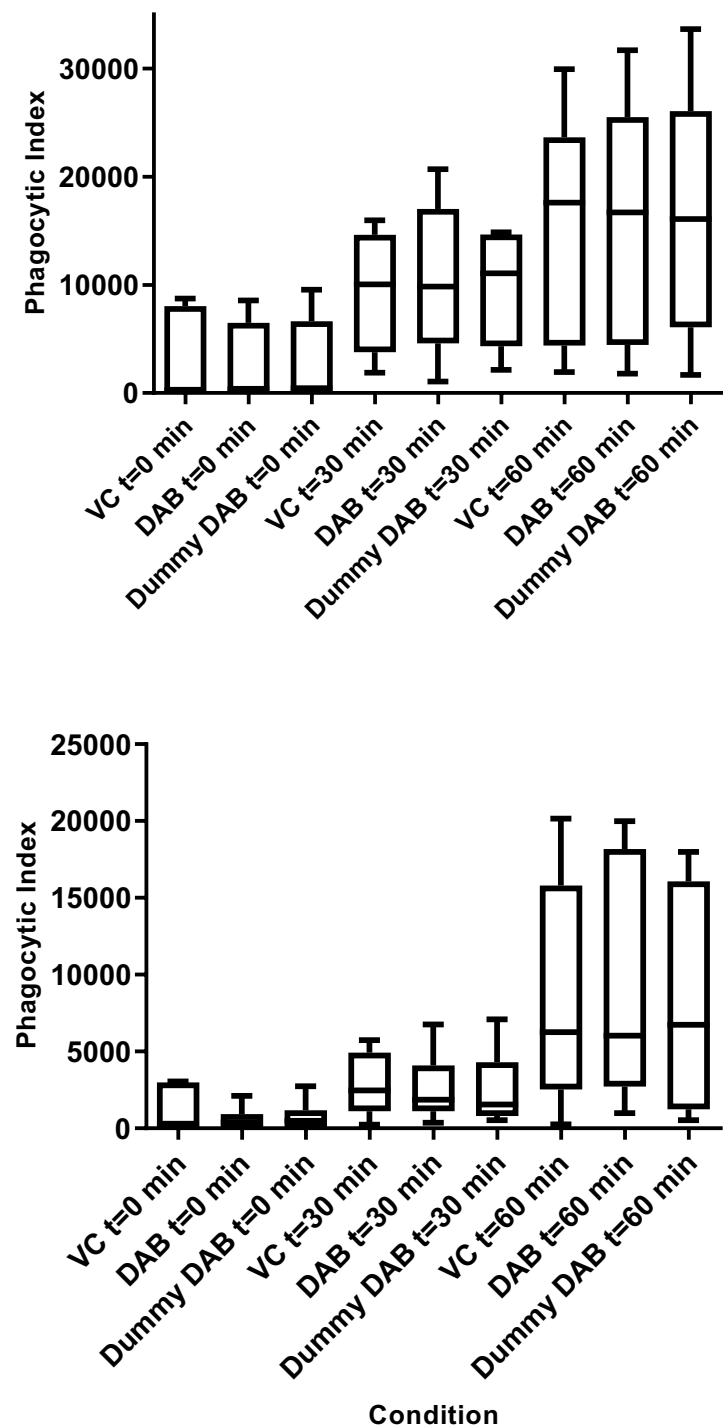 Phagocytic Index
30000
20000
10000
0
VC t=0 min
DAB t=0 min
Dummy DAB t=0 min
VC t=30 min
DAB t=30 min
Dummy DAB t=30 min
VC t=60 min
DAB t=60 min
Dummy DAB t=60 min
Phagocytic Index
25000
20000
15000
10000
5000
0
VC t=0 min
DAB t=0 min
Dummy DAB t=0 min
VC t=30 min
DAB t=30 min
Dummy DAB t=30 min
VC t=60 min
DAB t=60 min
Dummy DAB t=60 min
Condition